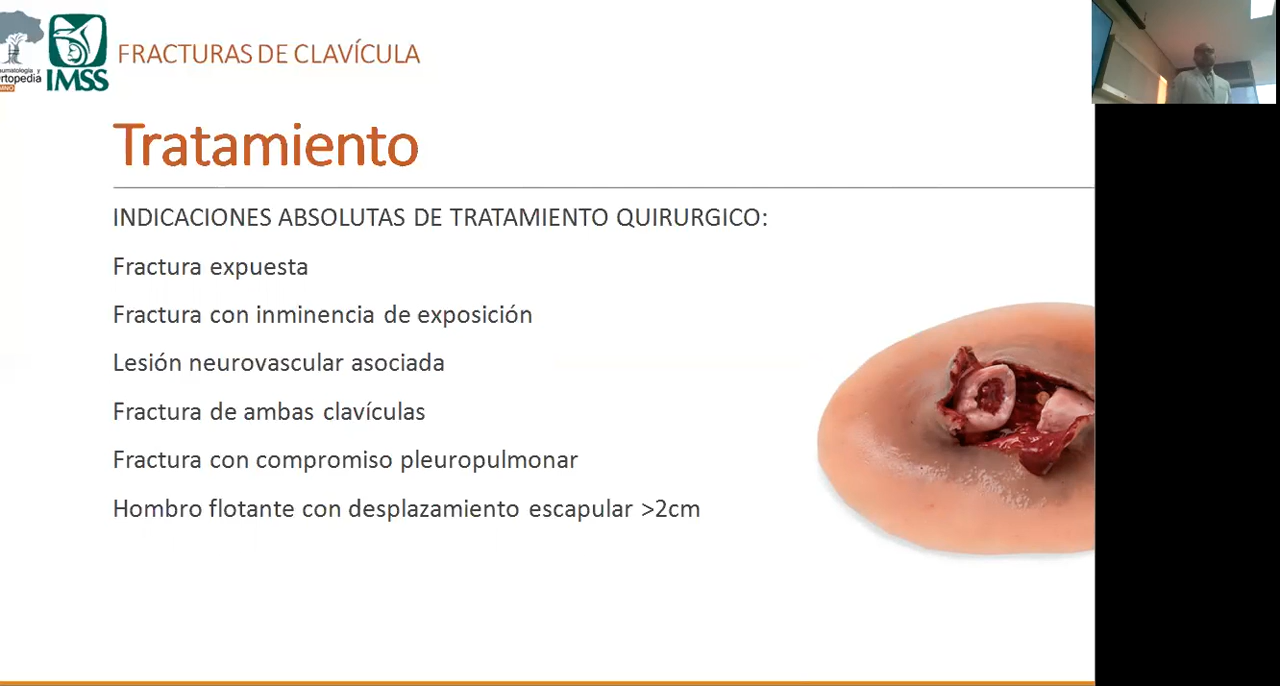 FRACTURAS DE CLAVÍCULA
IMSS
Tratamiento
INDICACIONES ABSOLUTAS DE TRATAMIENTO QUIRURGICO:
Fractura expuesta
Fractura con inminencia de exposición
Lesión neurovascular asociada
Fractura de ambas clavículas
Fractura con compromiso pleuropulmonar
Hombro flotante con desplazamiento escapular >2cm